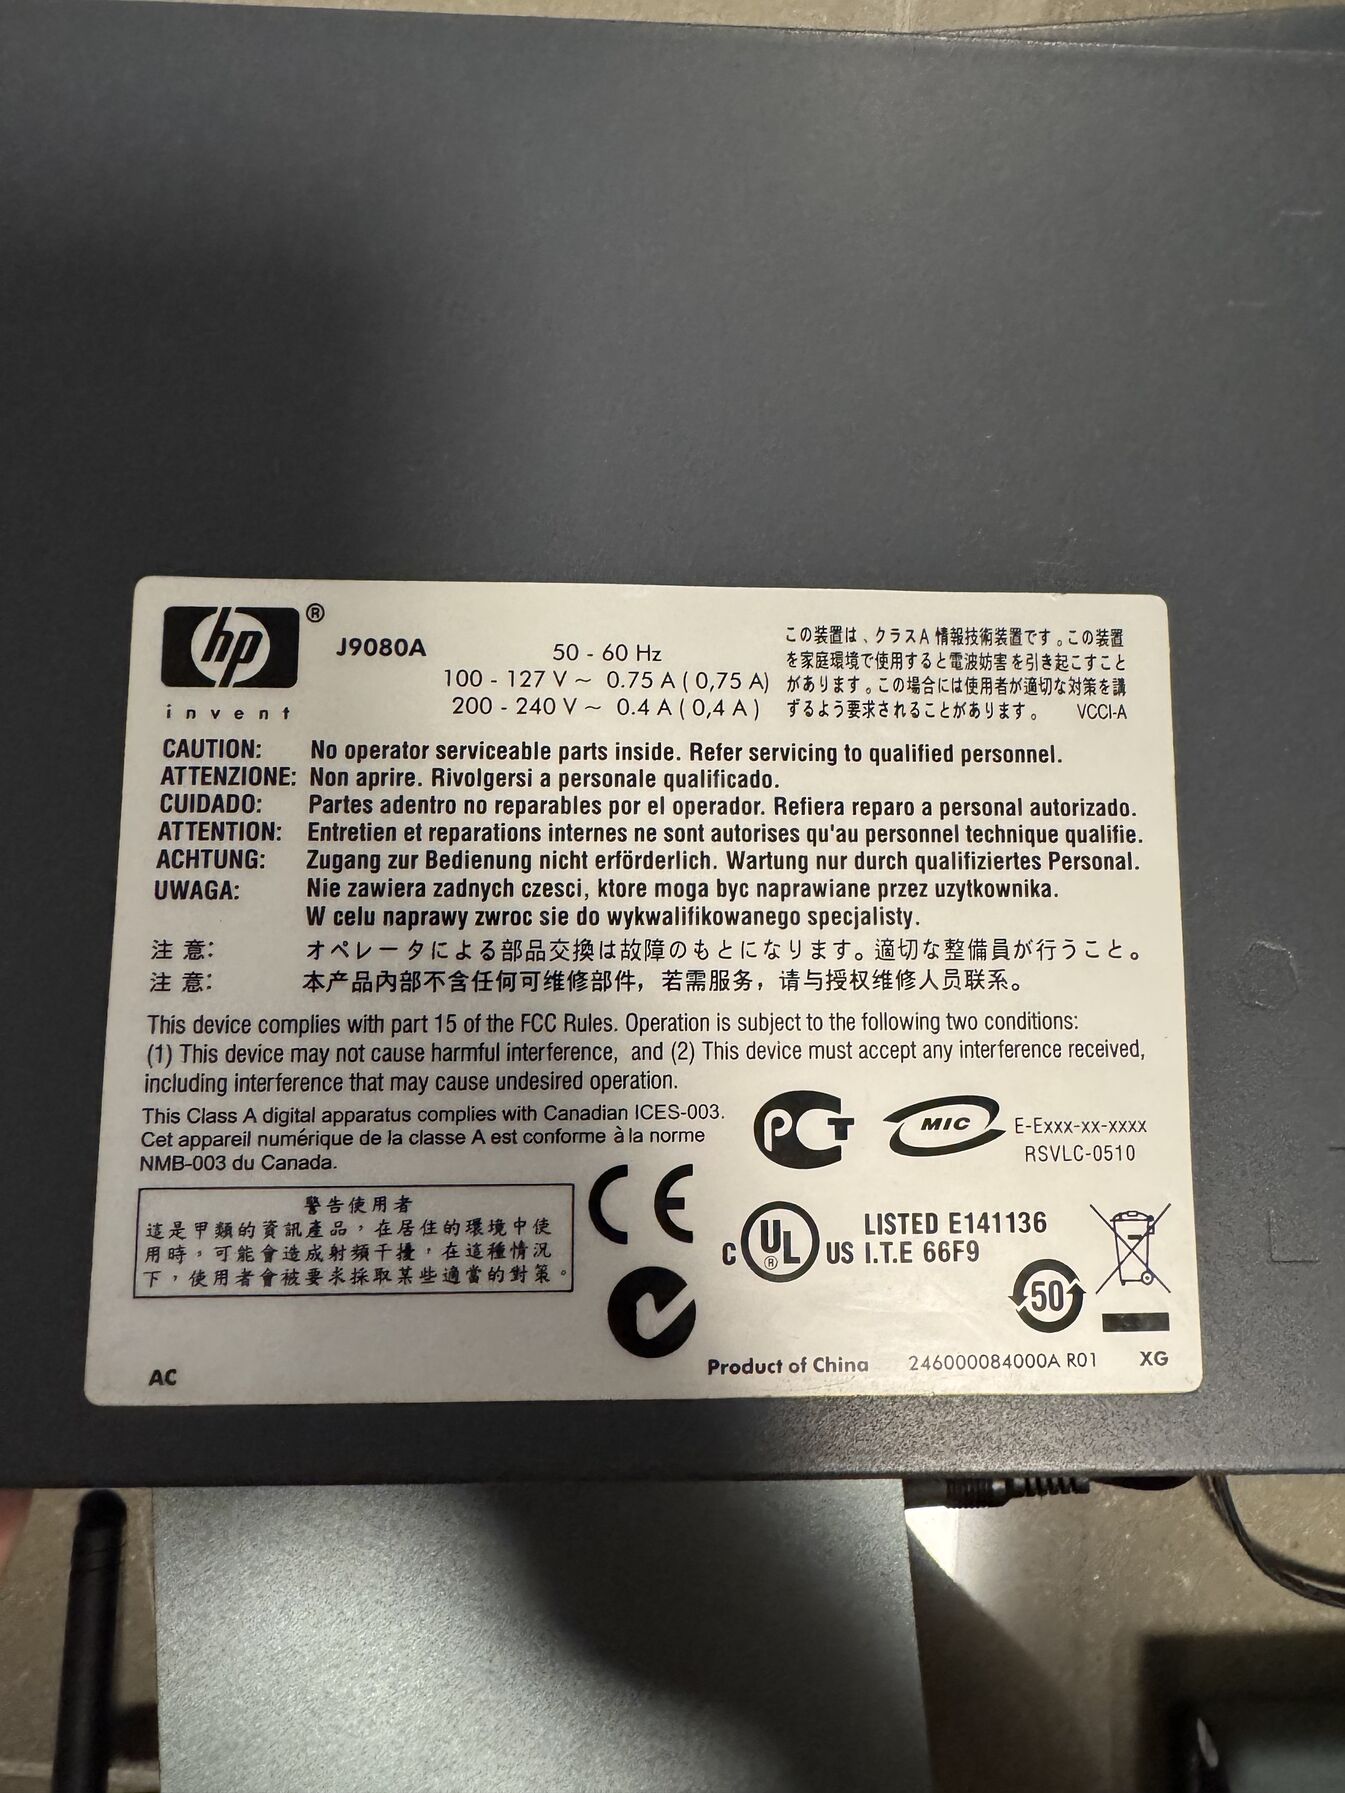 hp ®
invent
J9080A
50 - 60 Hz
100 - 127 V ~ 0.75 A ( 0,75 A)
200 - 240 V ~ 0.4 A ( 0,4 A )
この装置は、クラスA 情報技術装置です。この装置
を家庭環境で使用すると電波妨害を引き起こすこと
があります。この場合には使用者が適切な対策を講
ずるよう要求されることがあります。 VCCI-A
CAUTION: No operator serviceable parts inside. Refer servicing to qualified personnel.
ATTENZIONE: Non aprire. Rivolgersi a personale qualificado.
CUIDADO: Partes adentro no reparables por el operador. Refiera reparo a personal autorizado.
ATTENTION: Entretien et reparations internes ne sont autorises qu'au personnel technique qualifie.
ACHTUNG: Zugang zur Bedienung nicht erförderlich. Wartung nur durch qualifiziertes Personal.
UWAGA: Nie zawiera zadnych czesci, ktore moga byc naprawiane przez uzytkownika.
W celu naprawy zwroc sie do wykwalifikowanego specjalisty.
注 意: オペレータによる部品交換は故障のもとになります。適切な整備員が行うこと。
注 意: 本产品内部不含任何可维修部件，若需服务，请与授权维修人员联系。
This device complies with part 15 of the FCC Rules. Operation is subject to the following two conditions:
(1) This device may not cause harmful interference, and (2) This device must accept any interference received,
including interference that may cause undesired operation.
This Class A digital apparatus complies with Canadian ICES-003.
Cet appareil numérique de la classe A est conforme à la norme
NMB-003 du Canada.
PCT
MIC
E-Exxx-xx-xxxx
RSVLC-0510
警告使用者
這是甲類的資訊產品，在居住的環境中使
用時，可能會造成射頻干擾，在這種情況
下，使用者會被要求採取某些適當的對策。
CE
C UL ® US
LISTED E141136
I.T.E 66F9
50
AC
Product of China 246000084000A R01 XG